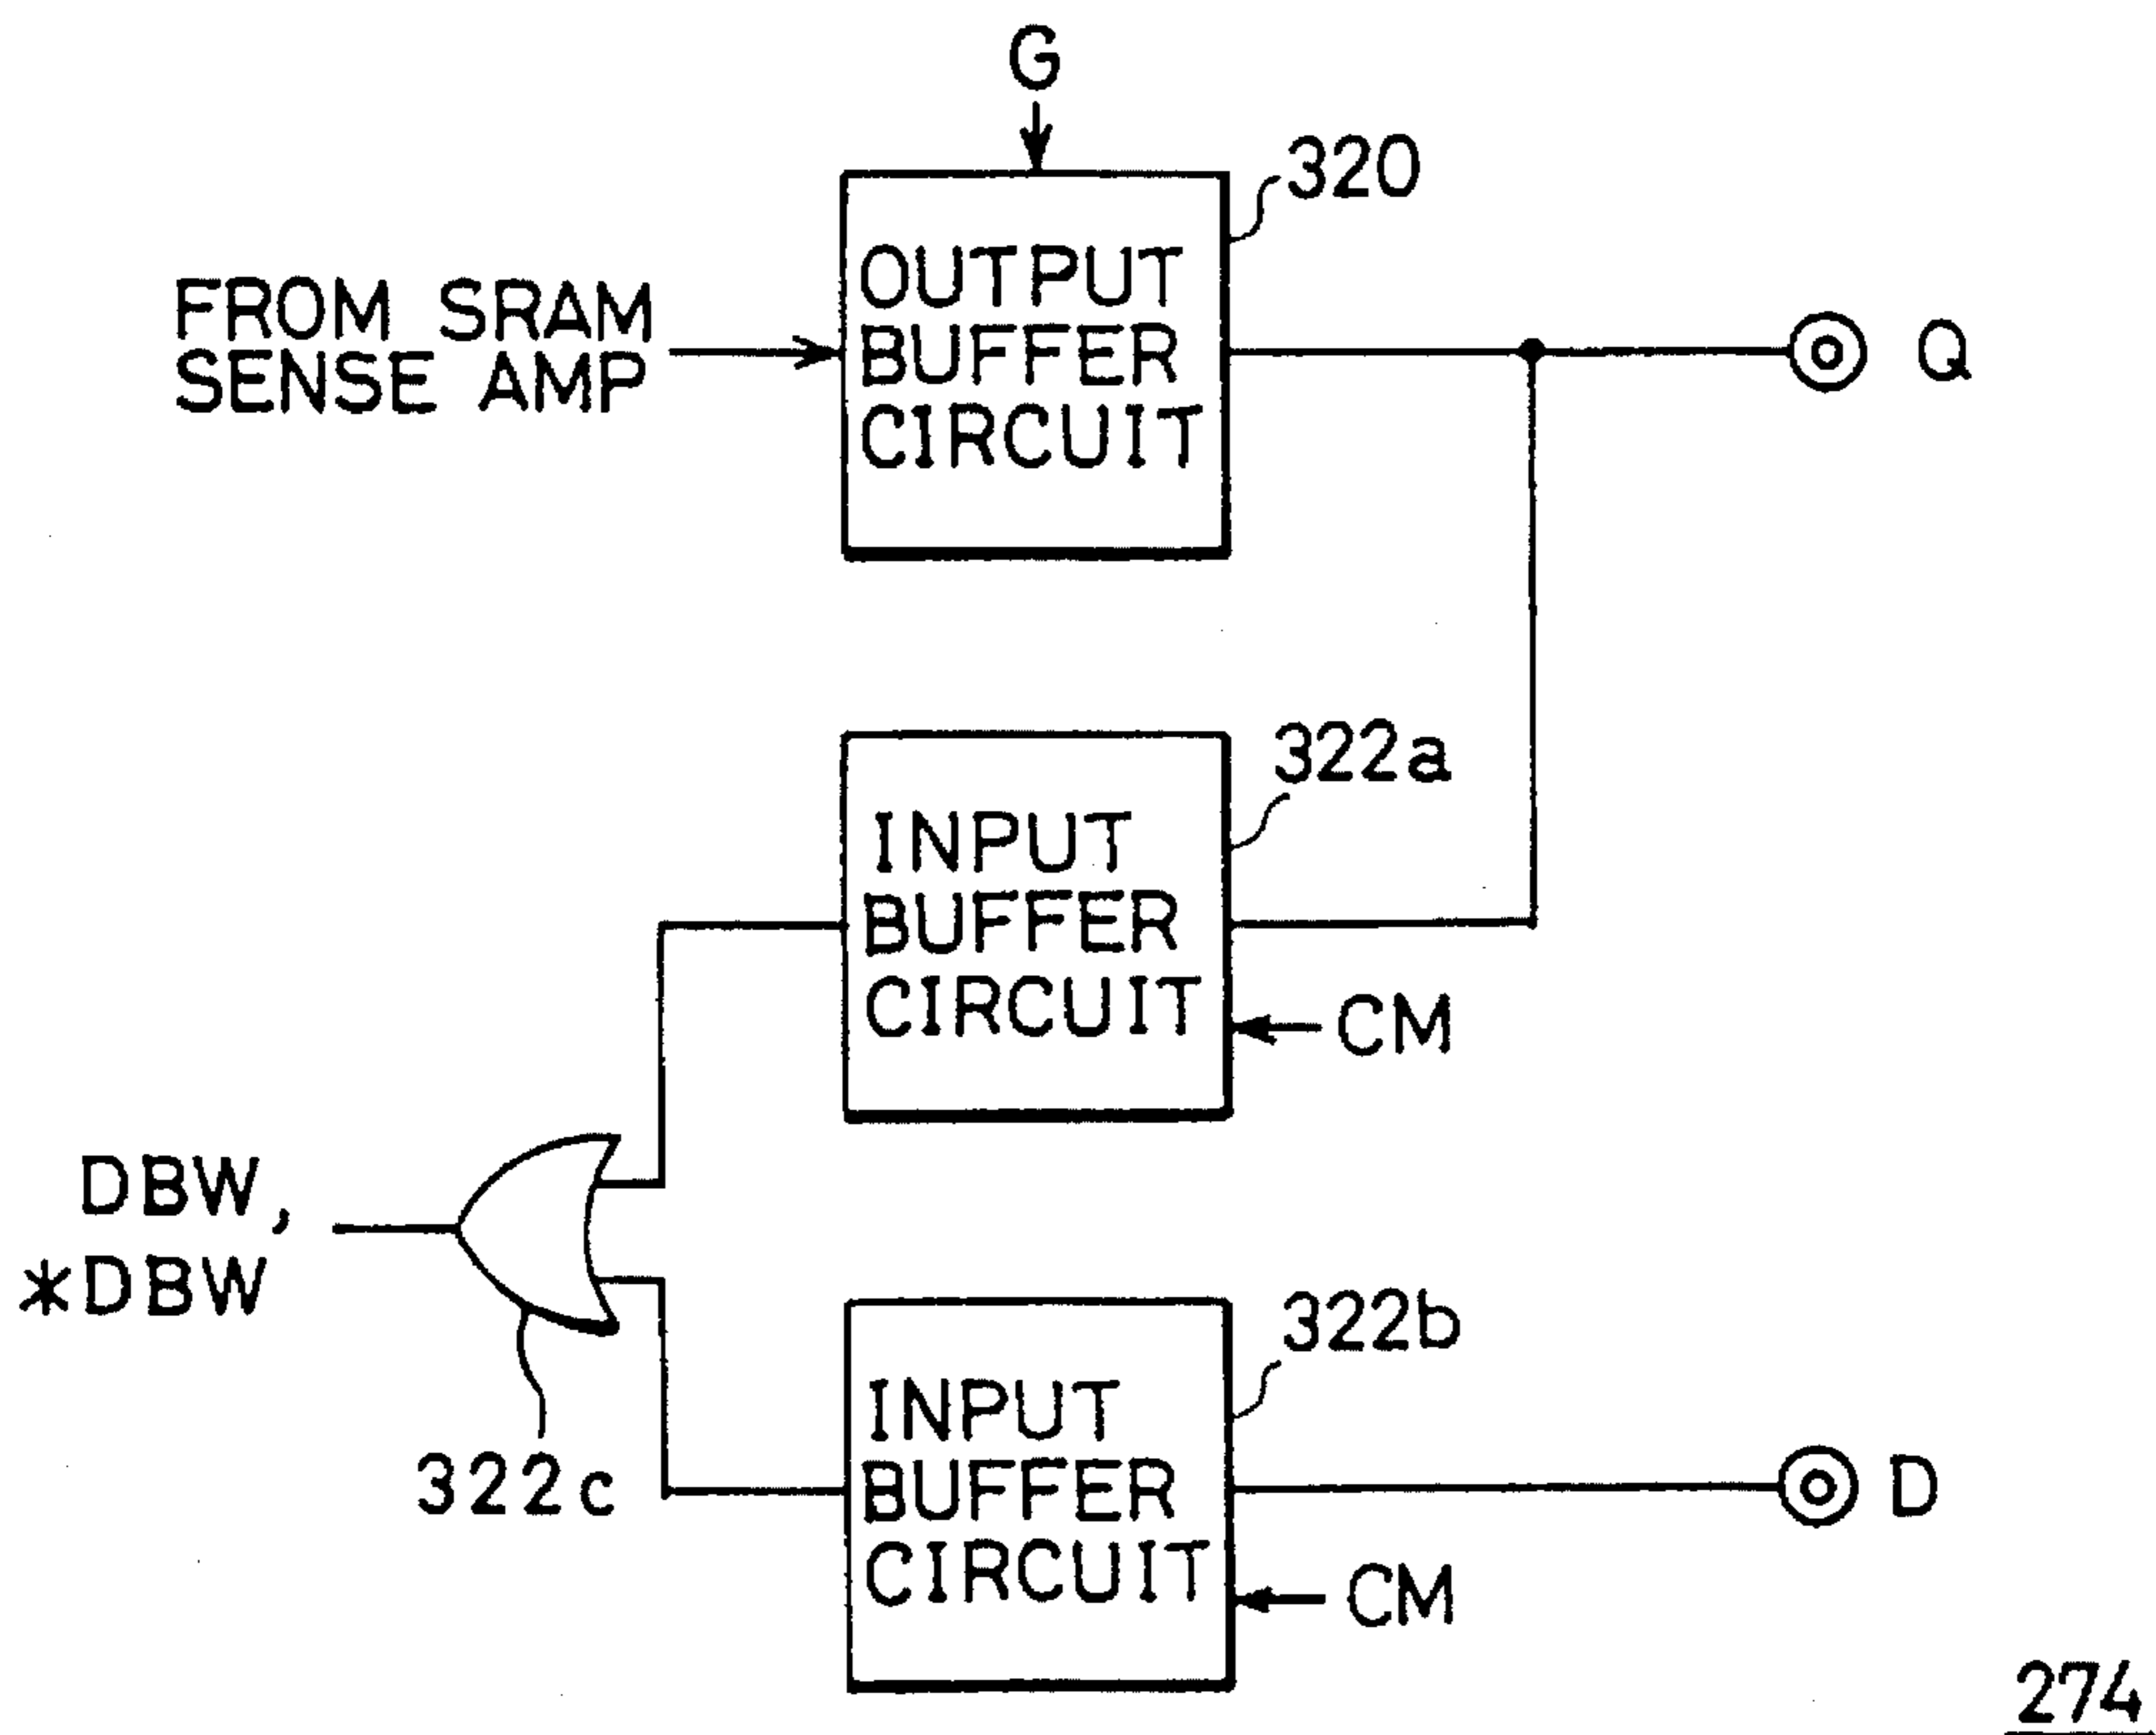 G
320
FROM SRAM
SENSE AMP
OUTPUT
BUFFER
CIRCUIT
Q
322a
INPUT
BUFFER
CIRCUIT
CM
DBW,
*DBW
322c
322b
INPUT
BUFFER
CIRCUIT
D
CM
274